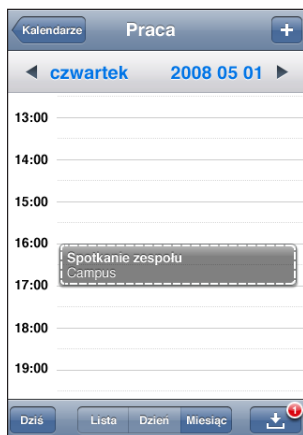 Kalendarze Praca +
czwartek 2008 05 01
13:00
14:00
15:00
16:00
Spotkanie zespołu
Campus
17:00
18:00
19:00
Dziś Lista Dzień Miesiąc 1